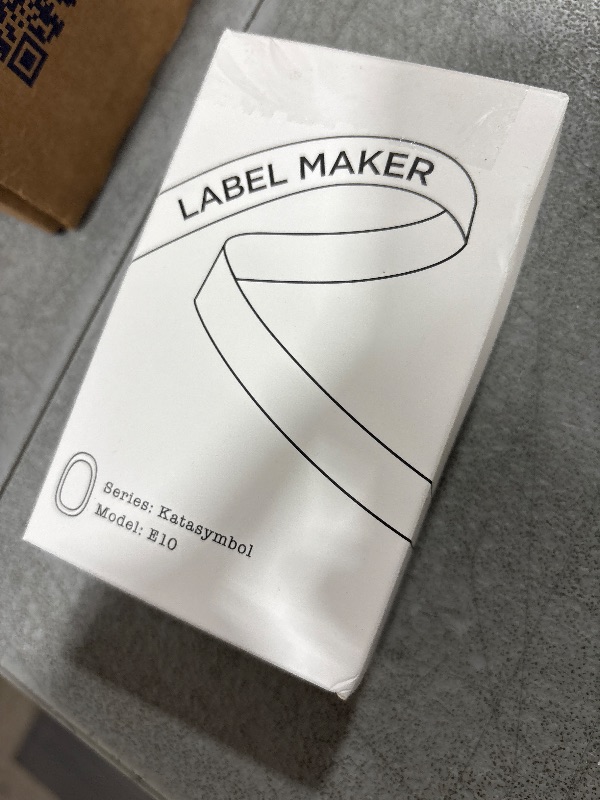 LABEL MAKER
Series: Katasymbol
Model: E10